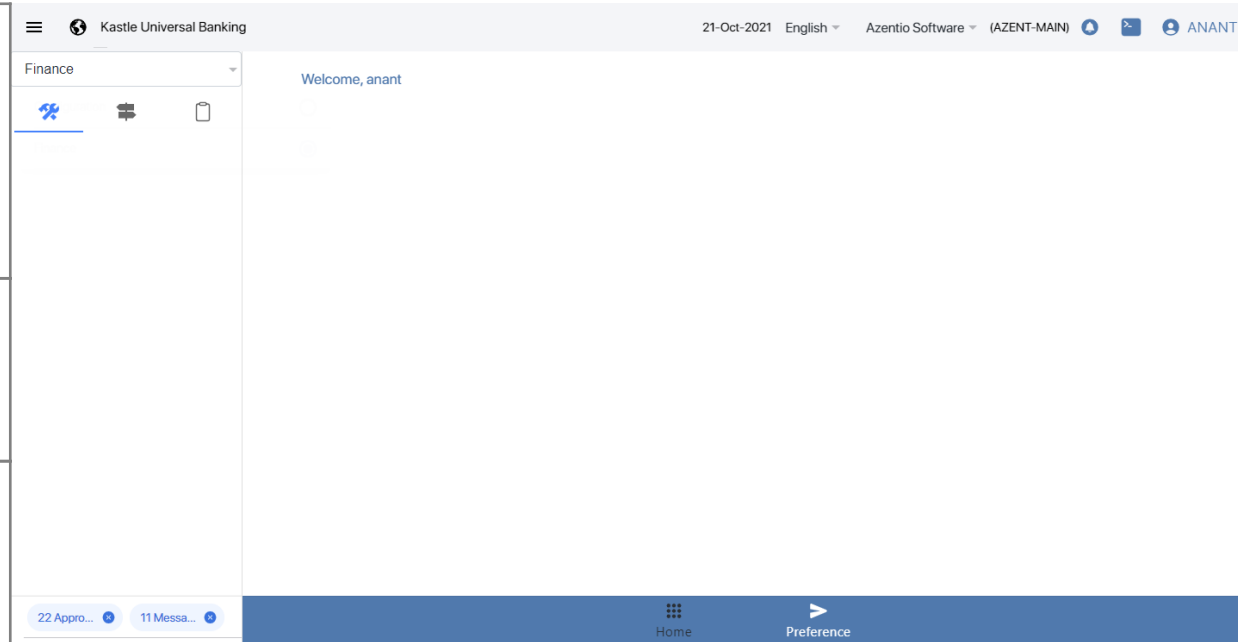 Kastle Universal Banking
21-Oct-2021 English Azentio Software (AZENT-MAIN) ANANT
Finance
Welcome, anant
22 Appro... 11 Messa...
Home Preference